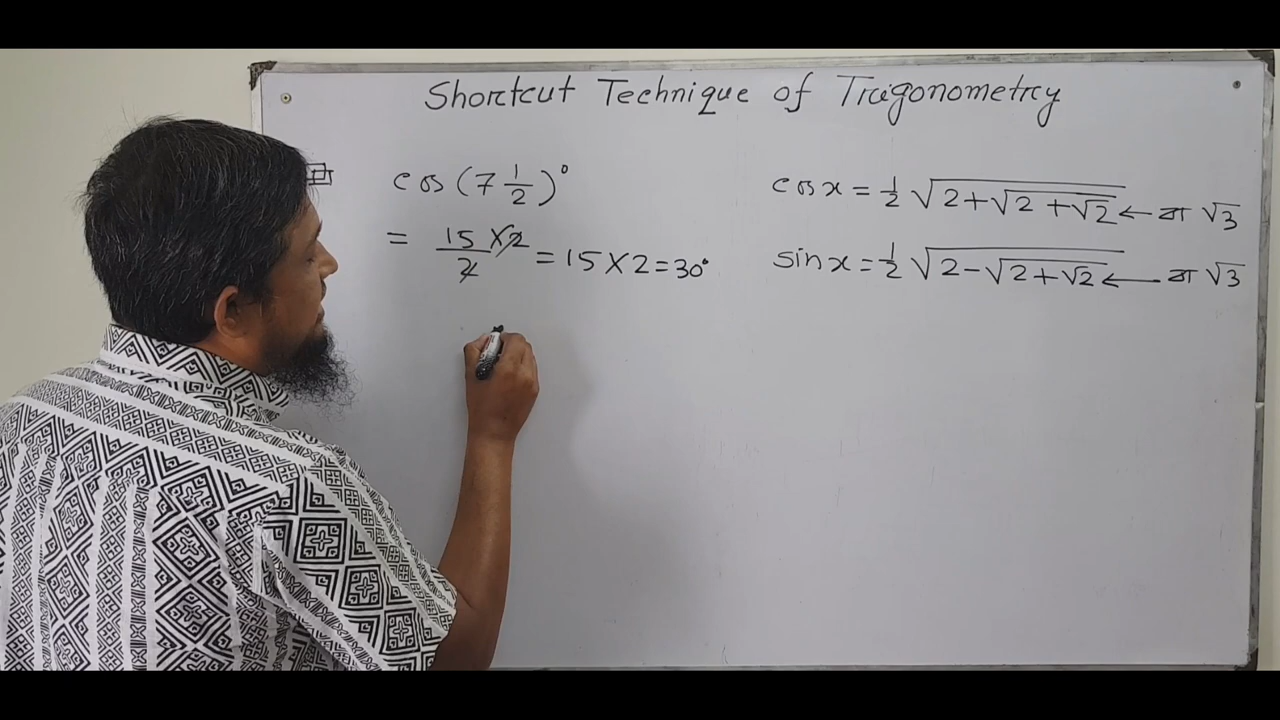 Shortcut Technique of Trigonometry
cos (7 1/2)°
= 15/2 × 2 = 15 × 2 = 30°
cos x = 1/2 √(2 + √(2 + √2)) ← বা √3
sin x = 1/2 √(2 - √(2 + √2)) ← বা √3